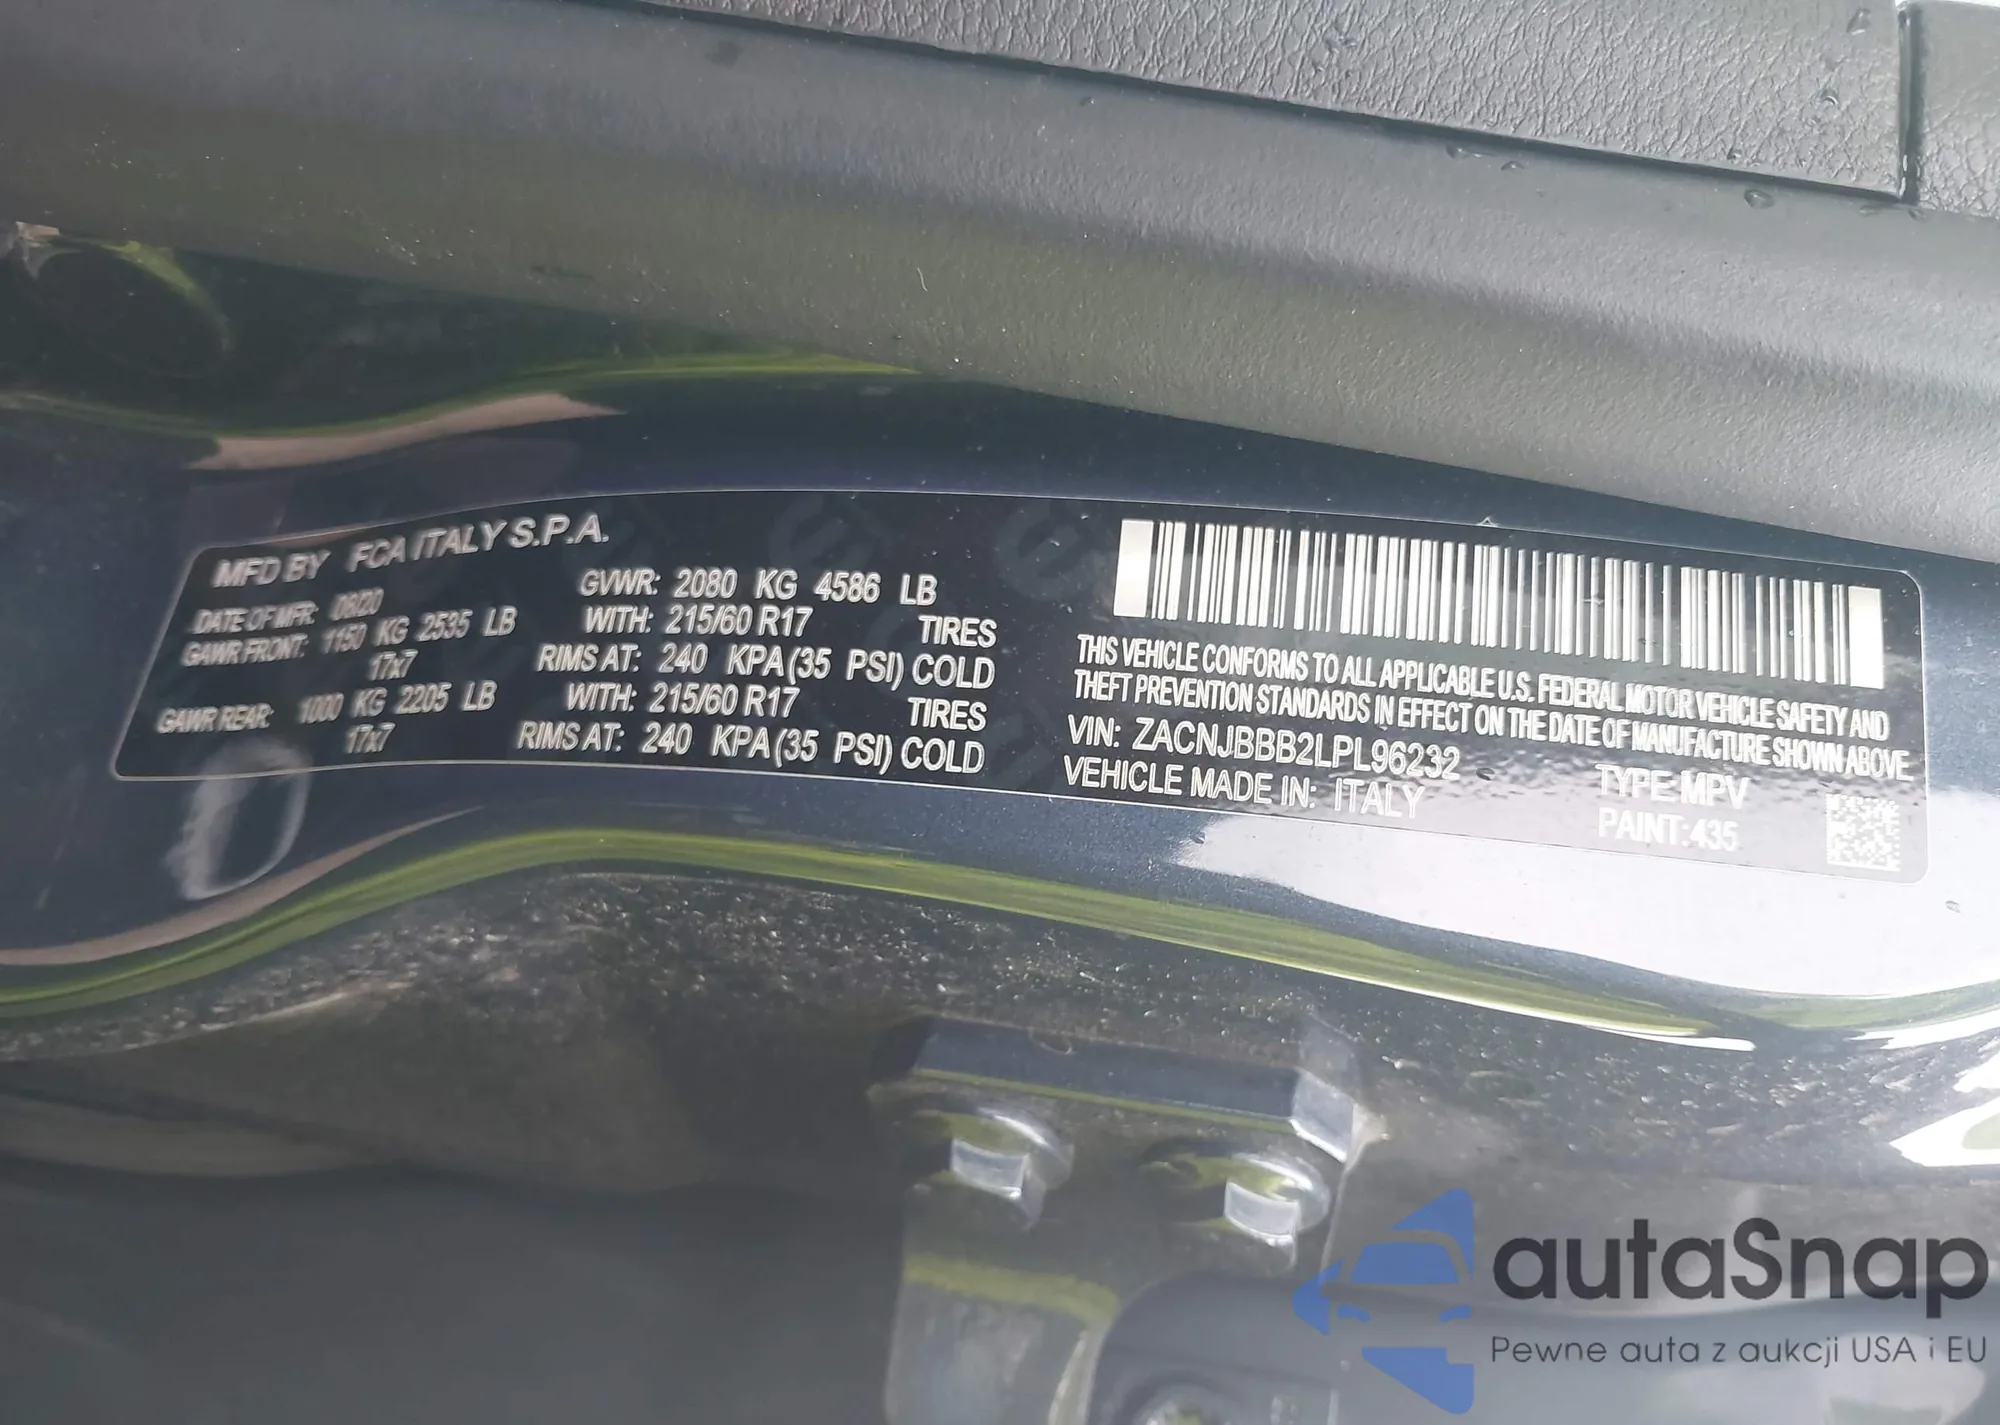 MFD BY FCA ITALY S.P.A.
DATE OF MFR: 08/20
GVWR: 2080 KG 4586 LB
GAWR FRONT: 1150 KG 2535 LB
WITH: 215/60 R17 TIRES
17x7
RIMS AT: 240 KPA (35 PSI) COLD
GAWR REAR: 1000 KG 2205 LB
WITH: 215/60 R17 TIRES
17x7
RIMS AT: 240 KPA (35 PSI) COLD
THIS VEHICLE CONFORMS TO ALL APPLICABLE U.S. FEDERAL MOTOR VEHICLE SAFETY AND
THEFT PREVENTION STANDARDS IN EFFECT ON THE DATE OF MANUFACTURE SHOWN ABOVE
VIN: ZACNJBBB2LPL96232
TYPE: MPV
VEHICLE MADE IN: ITALY
PAINT: 435
autaSnap
Pewne auta z aukcji USA i EU